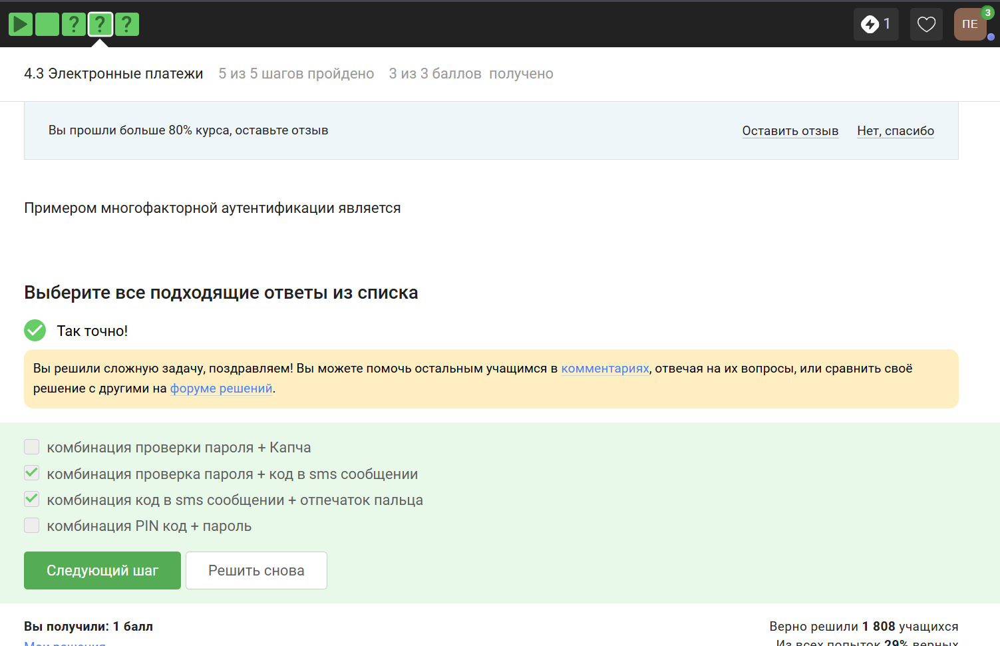 ? ? ?
1
ПЕ
3
4.3 Электронные платежи 5 из 5 шагов пройдено 3 из 3 баллов получено
Вы прошли больше 80% курса, оставьте отзыв Оставить отзыв Нет, спасибо
Примером многофакторной аутентификации является
Выберите все подходящие ответы из списка
Так точно!
Вы решили сложную задачу, поздравляем! Вы можете помочь остальным учащимся в комментариях, отвечая на их вопросы, или сравнить своё
решение с другими на форуме решений.
комбинация проверки пароля + Капча
комбинация проверка пароля + код в sms сообщении
комбинация код в sms сообщении + отпечаток пальца
комбинация PIN код + пароль
Следующий шаг Решить снова
Вы получили: 1 балл Верно решили 1 808 учащихся
Мои решения Из всех попыток 29% верных